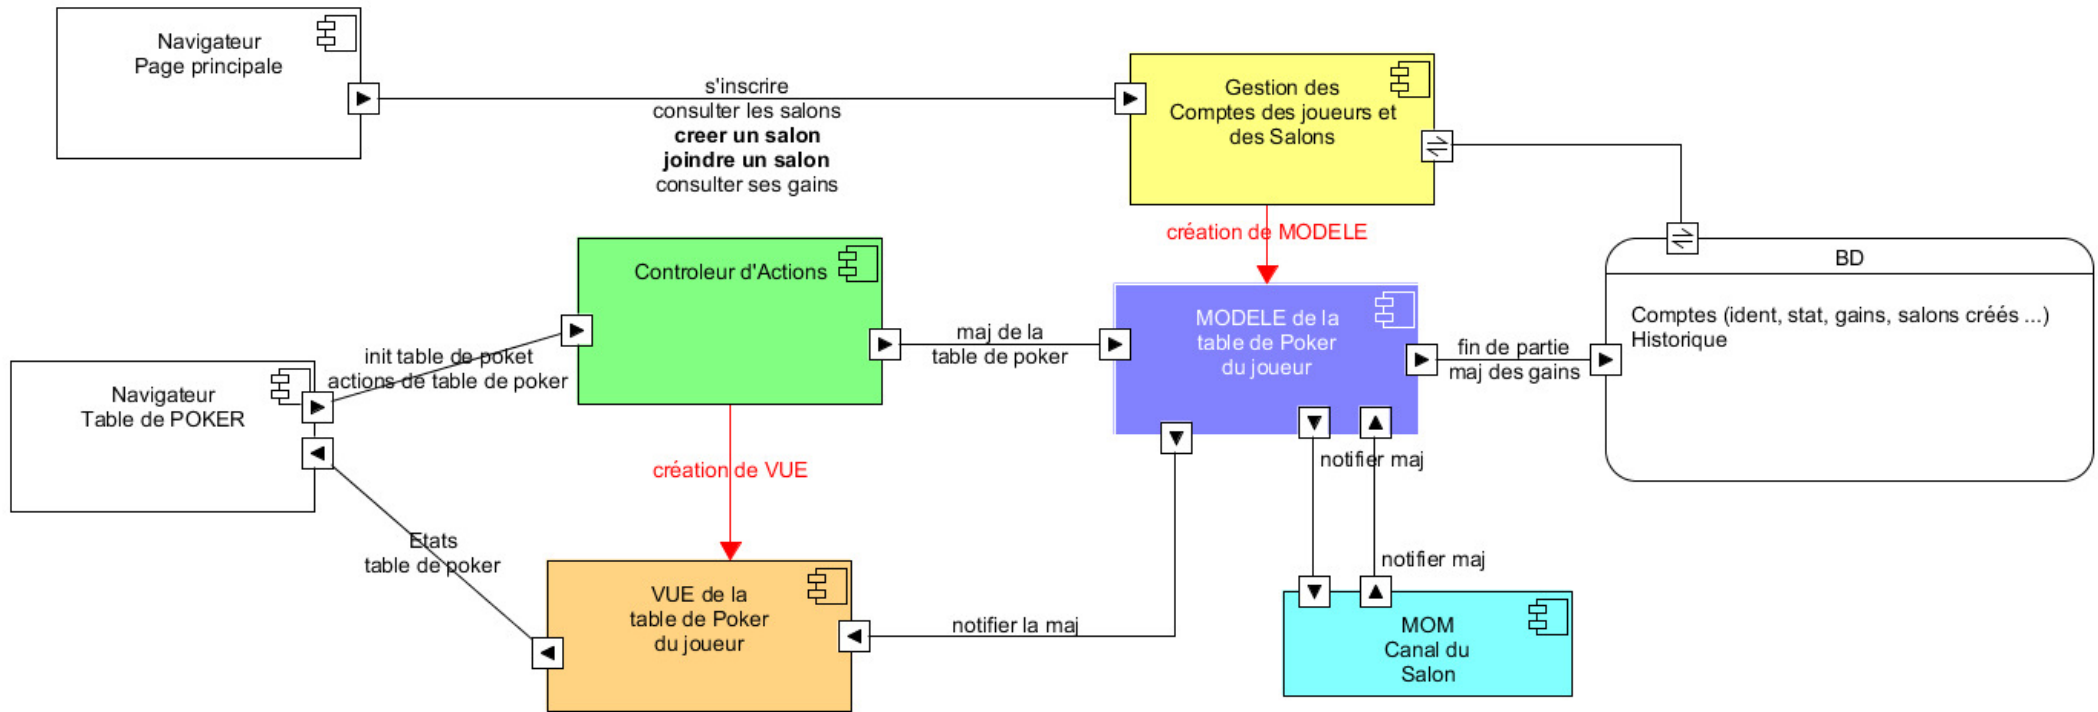 Navigateur
Page principale
s'inscrire
consulter les salons
creer un salon
joindre un salon
consulter ses gains
Gestion des
Comptes des joueurs et
des Salons
création de MODELE
Controleur d'Actions
init table de poket
actions de table de poker
maj de la
table de poker
MODELE de la
table de Poker
du joueur
fin de partie
maj des gains
BD
Comptes (ident, stat, gains, salons créés ...)
Historique
Navigateur
Table de POKER
création de VUE
notifier maj
Etats
table de poker
VUE de la
table de Poker
du joueur
notifier la maj
notifier maj
MOM
Canal du
Salon